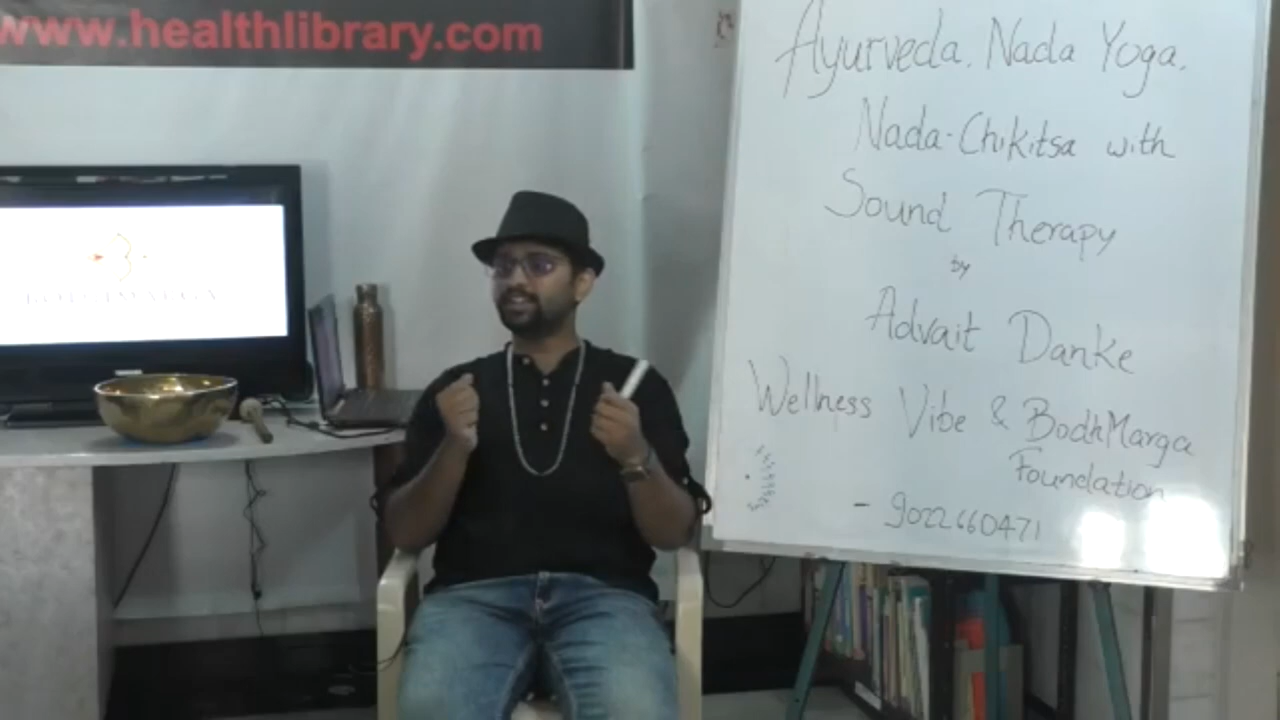 www.healthlibrary.com
Ayurveda. Nada Yoga.
Nada-Chikitsa with
Sound Therapy
by
Advait Danke
Wellness Vibe & BodhMarga
Foundation
- 9022660471